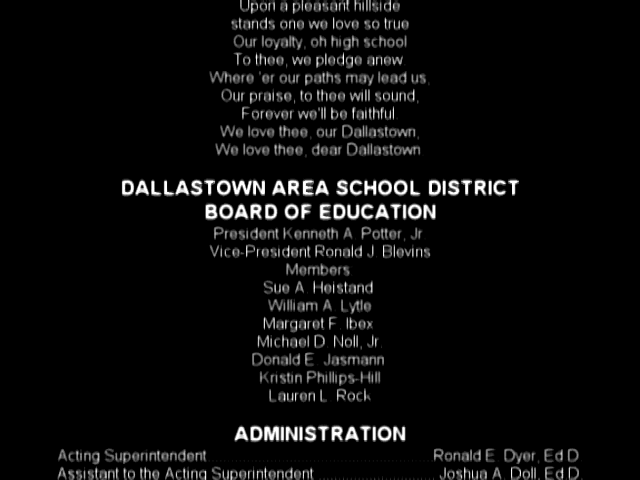 Upon a pleasant hillside
stands one we love so true
Our loyalty, oh high school
To thee, we pledge anew
Where 'er our paths may lead us,
Our praise, to thee will sound,
Forever we'll be faithful.
We love thee, our Dallastown,
We love thee, dear Dallastown.
DALLASTOWN AREA SCHOOL DISTRICT
BOARD OF EDUCATION
President Kenneth A. Potter, Jr.
Vice-President Ronald J. Blevins
Members
Sue A. Heistand
William A. Lytle
Margaret F. Ibex
Michael D. Noll, Jr.
Donald E. Jasmann
Kristin Phillips-Hill
Lauren L. Rock
ADMINISTRATION
Acting Superintendent ........................ Ronald E. Dyer, Ed.D.
Assistant to the Acting Superintendent ........................ Joshua A. Doll, Ed.D.